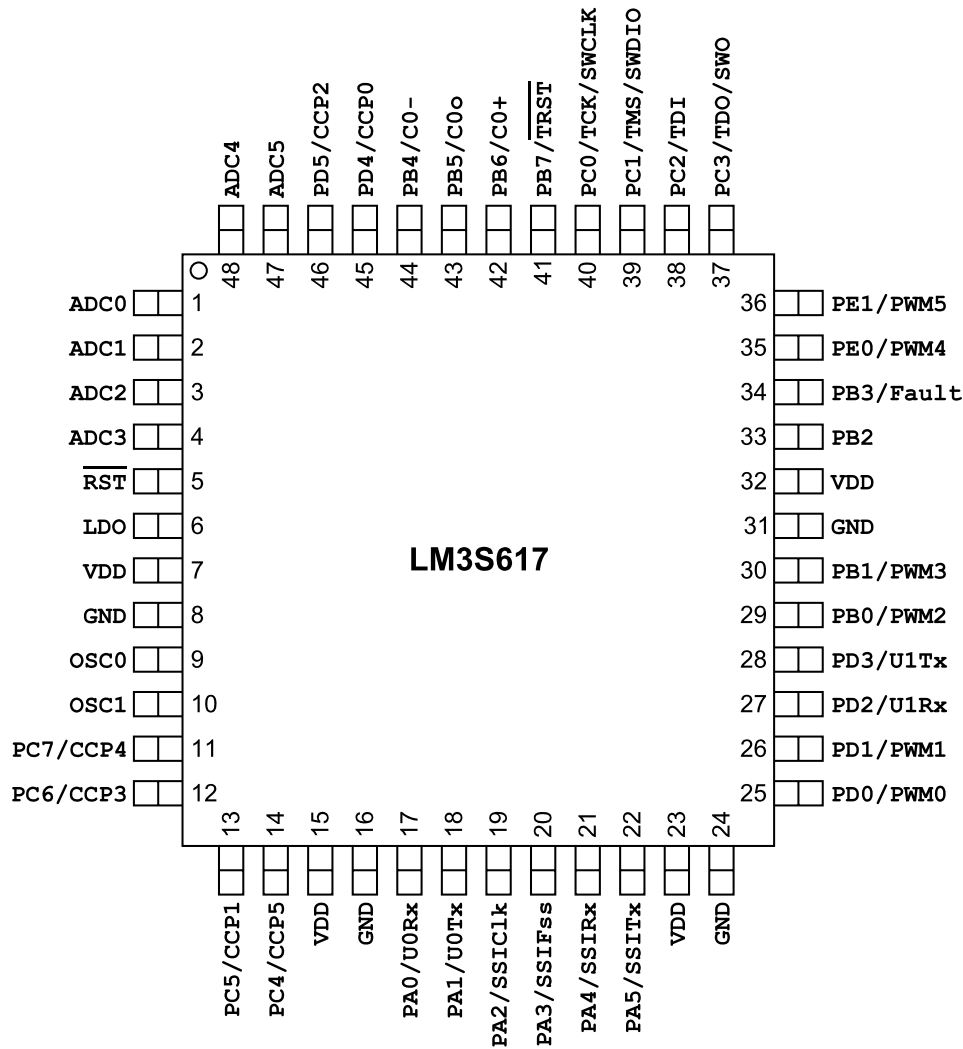 ADC4
ADC5
PD5/CCP2
PD4/CCP0
PB4/C0-
PB5/C0o
PB6/C0+
PB7/TRST
PC0/TCK/SWCLK
PC1/TMS/SWDIO
PC2/TDI
PC3/TDO/SWO
48
47
46
45
44
43
42
41
40
39
38
37
ADC0 1
ADC1 2
ADC2 3
ADC3 4
RST 5
LDO 6
VDD 7
GND 8
OSC0 9
OSC1 10
PC7/CCP4 11
PC6/CCP3 12
LM3S617
36 PE1/PWM5
35 PE0/PWM4
34 PB3/Fault
33 PB2
32 VDD
31 GND
30 PB1/PWM3
29 PB0/PWM2
28 PD3/U1Tx
27 PD2/U1Rx
26 PD1/PWM1
25 PD0/PWM0
13
14
15
16
17
18
19
20
21
22
23
24
PC5/CCP1
PC4/CCP5
VDD
GND
PA0/U0Rx
PA1/U0Tx
PA2/SSIClk
PA3/SSIFss
PA4/SSIRx
PA5/SSITx
VDD
GND